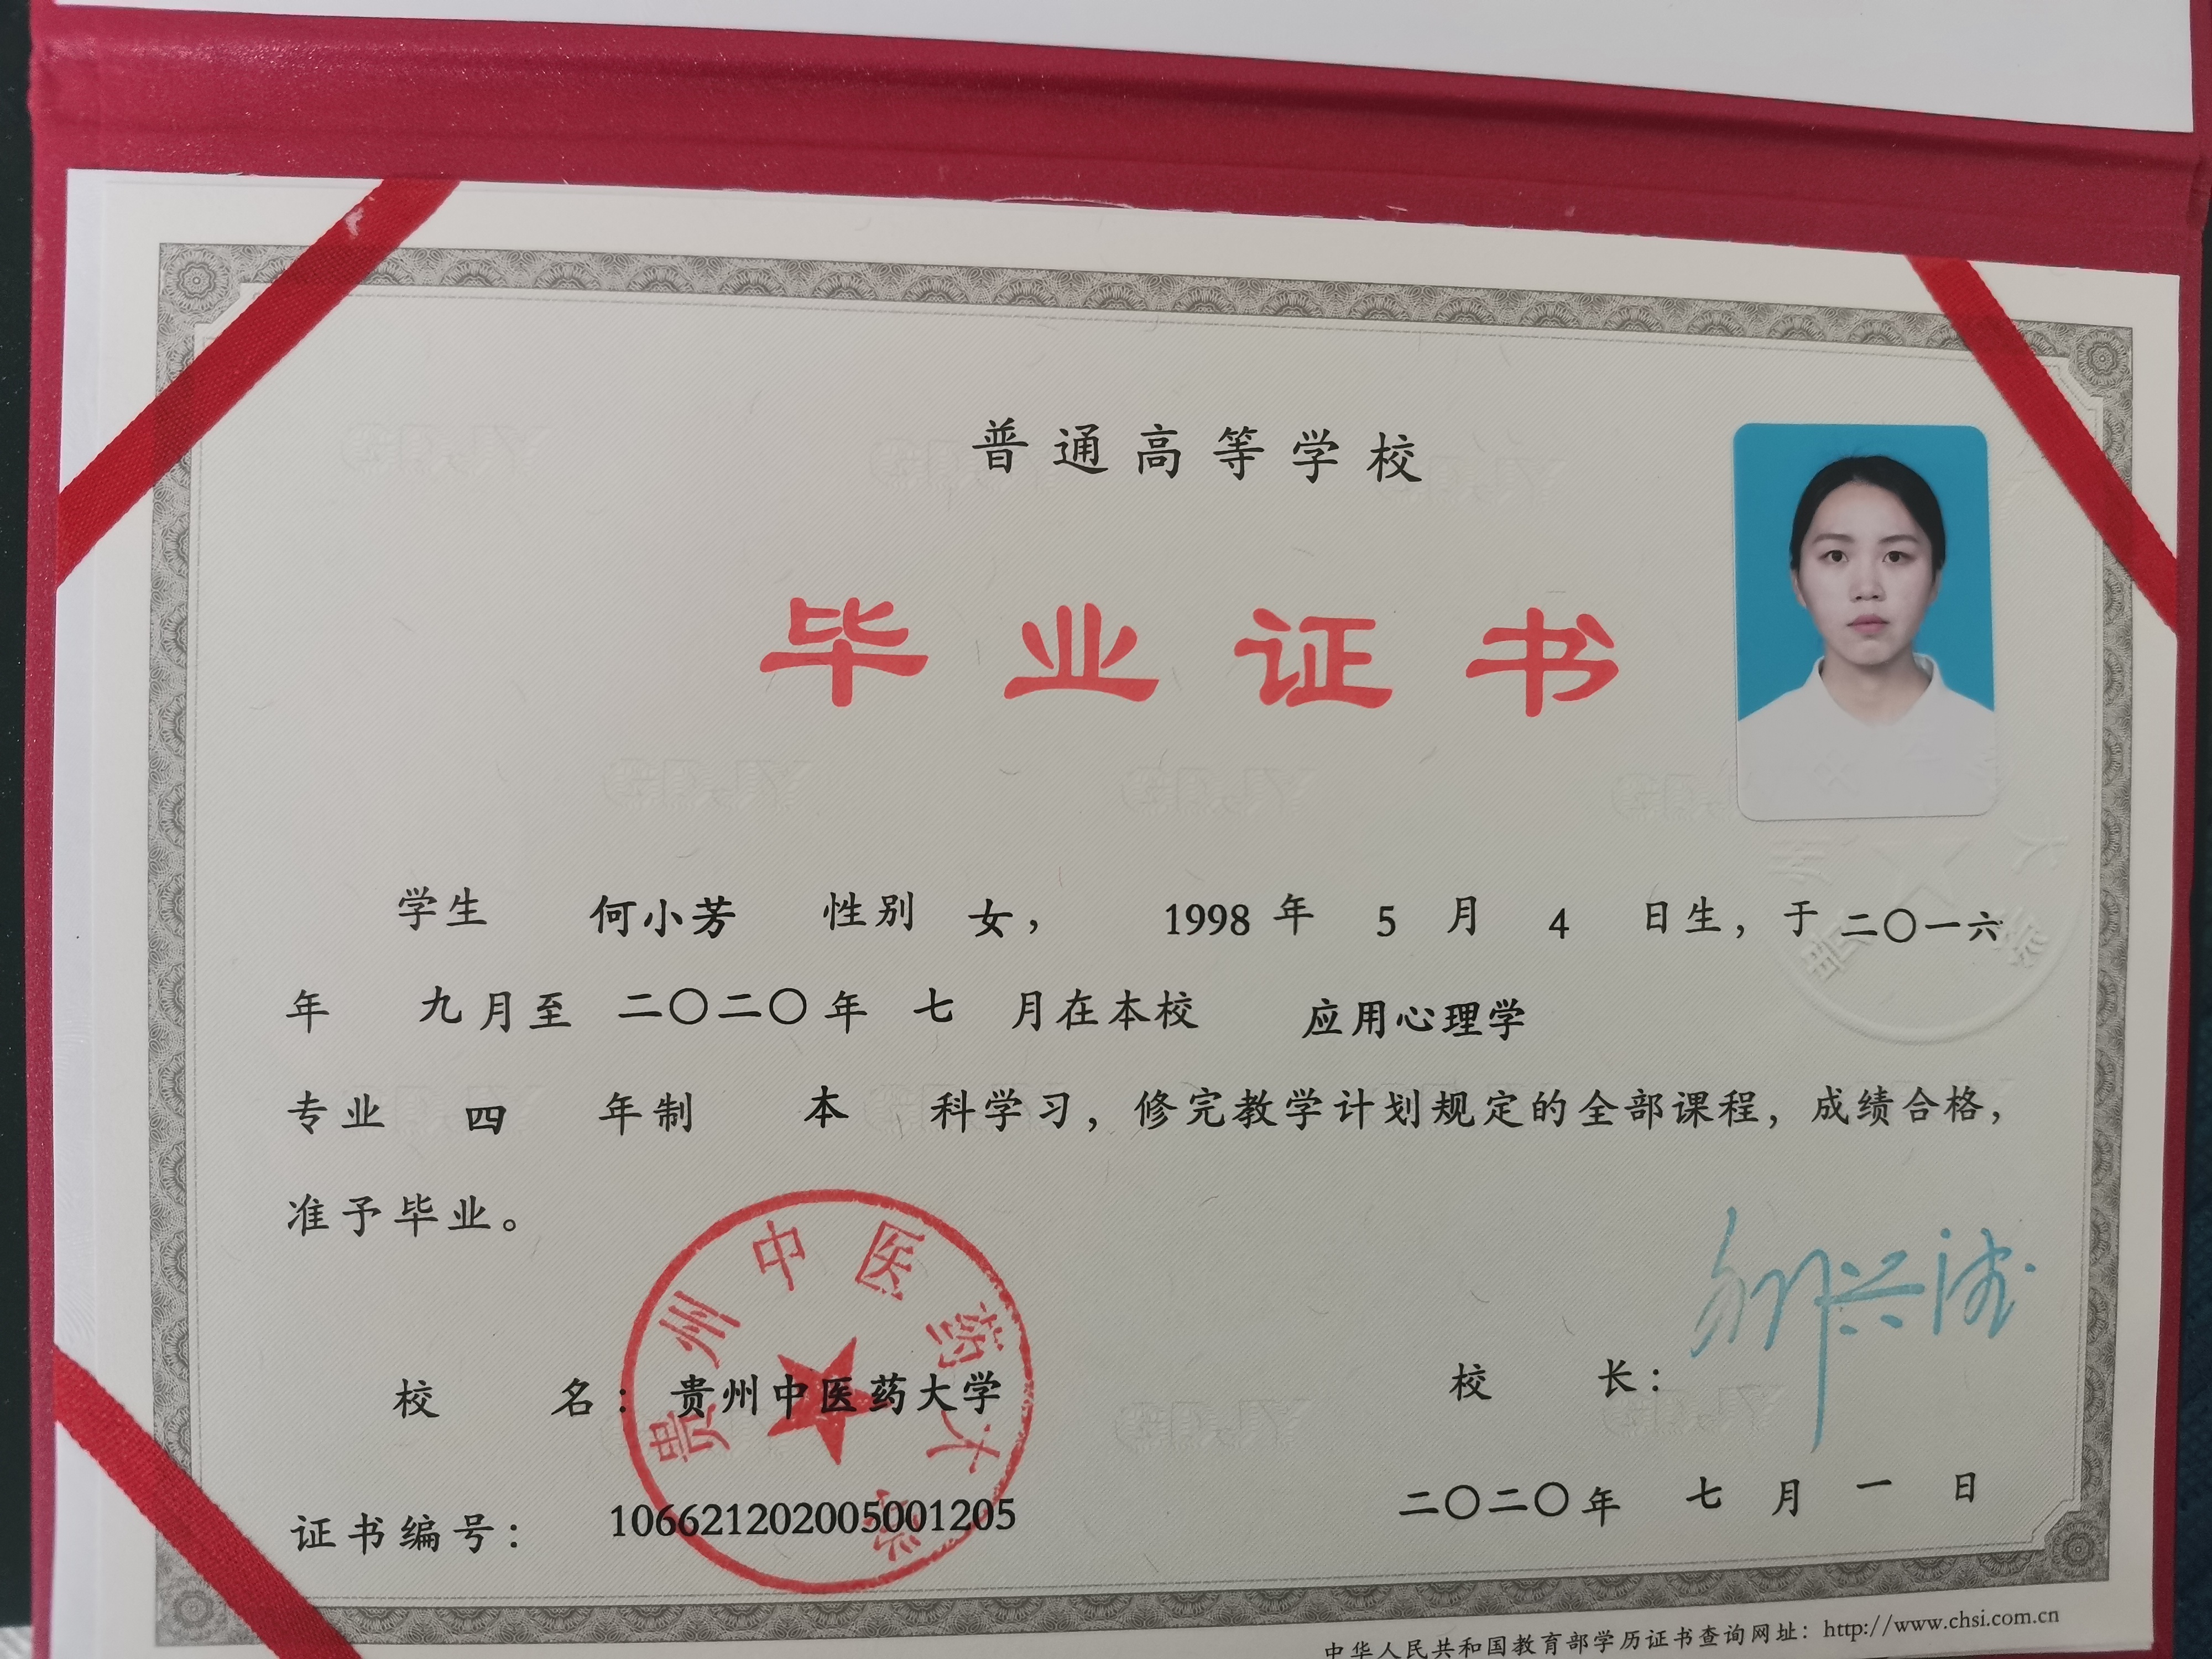 普通高等学校
毕业证书
学生 何小芳 性别 女， 1998 年 5 月 4 日生，于 二〇一六
年 九 月至 二〇二〇 年 七 月在本校 应用心理学
专业 四 年制 本 科学习，修完教学计划规定的全部课程，成绩合格，
准予毕业。
贵州中医药大学
校 名：贵州中医药大学 校 长：
证书编号： 106621202005001205 二〇二〇 年 七 月 一 日
中华人民共和国教育部学历证书查询网址：http://www.chsi.com.cn